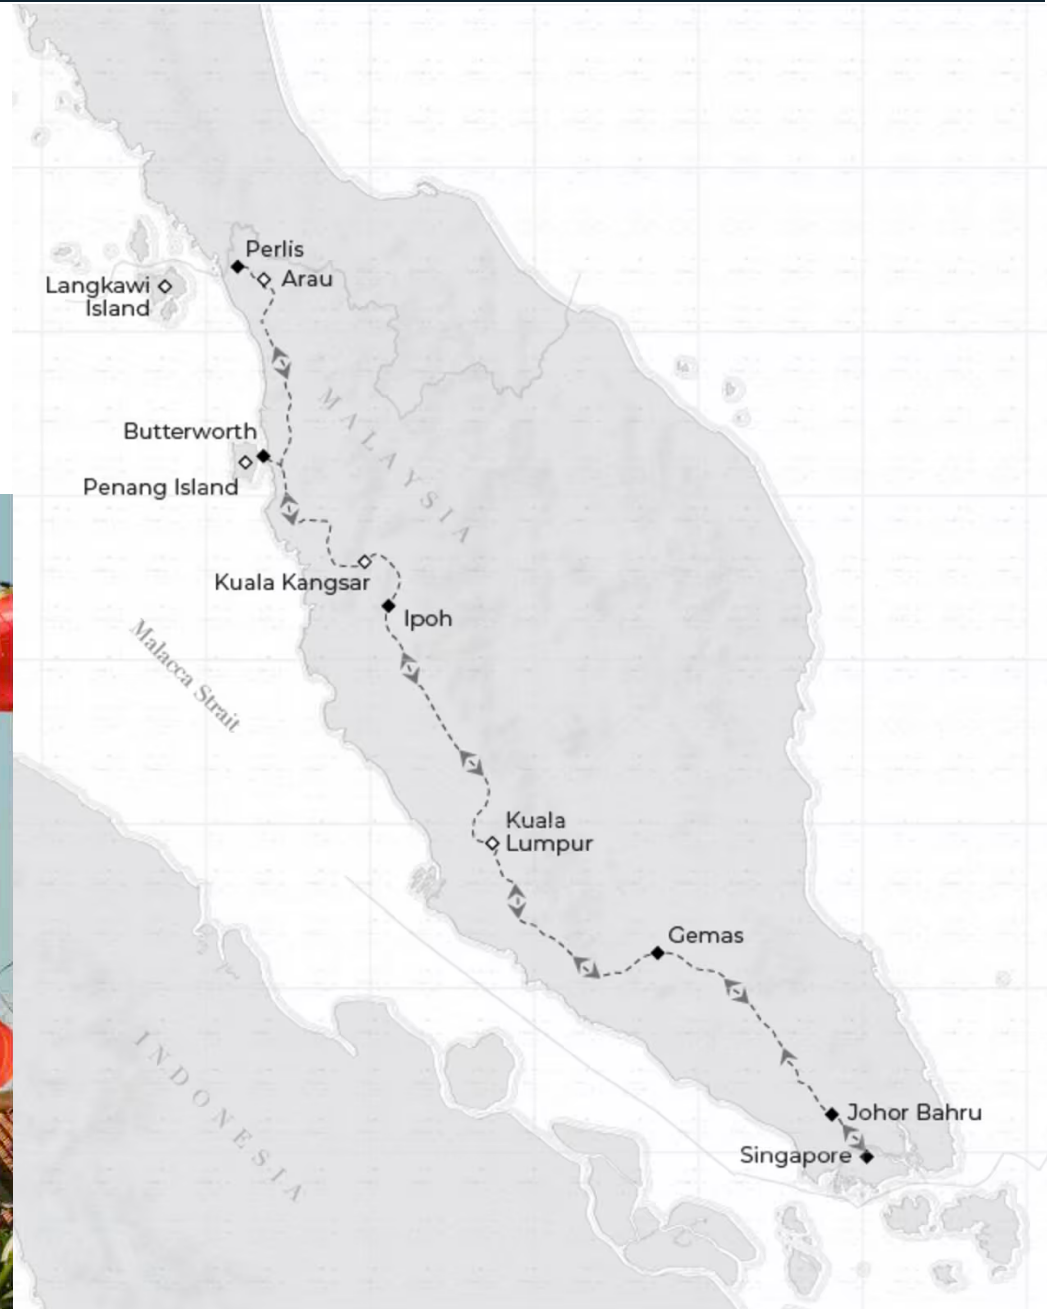 Perlis
Arau
Langkawi
Island
MALAYSIA
Butterworth
Penang Island
Kuala Kangsar
Ipoh
Malacca Strait
Kuala
Lumpur
Gemas
INDONESIA
Johor Bahru
Singapore